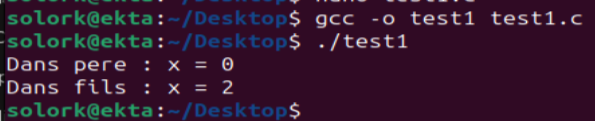 solork@ekta:~/Desktop$ gcc -o test1 test1.c
solork@ekta:~/Desktop$ ./test1
Dans pere : x = 0
Dans fils : x = 2
solork@ekta:~/Desktop$